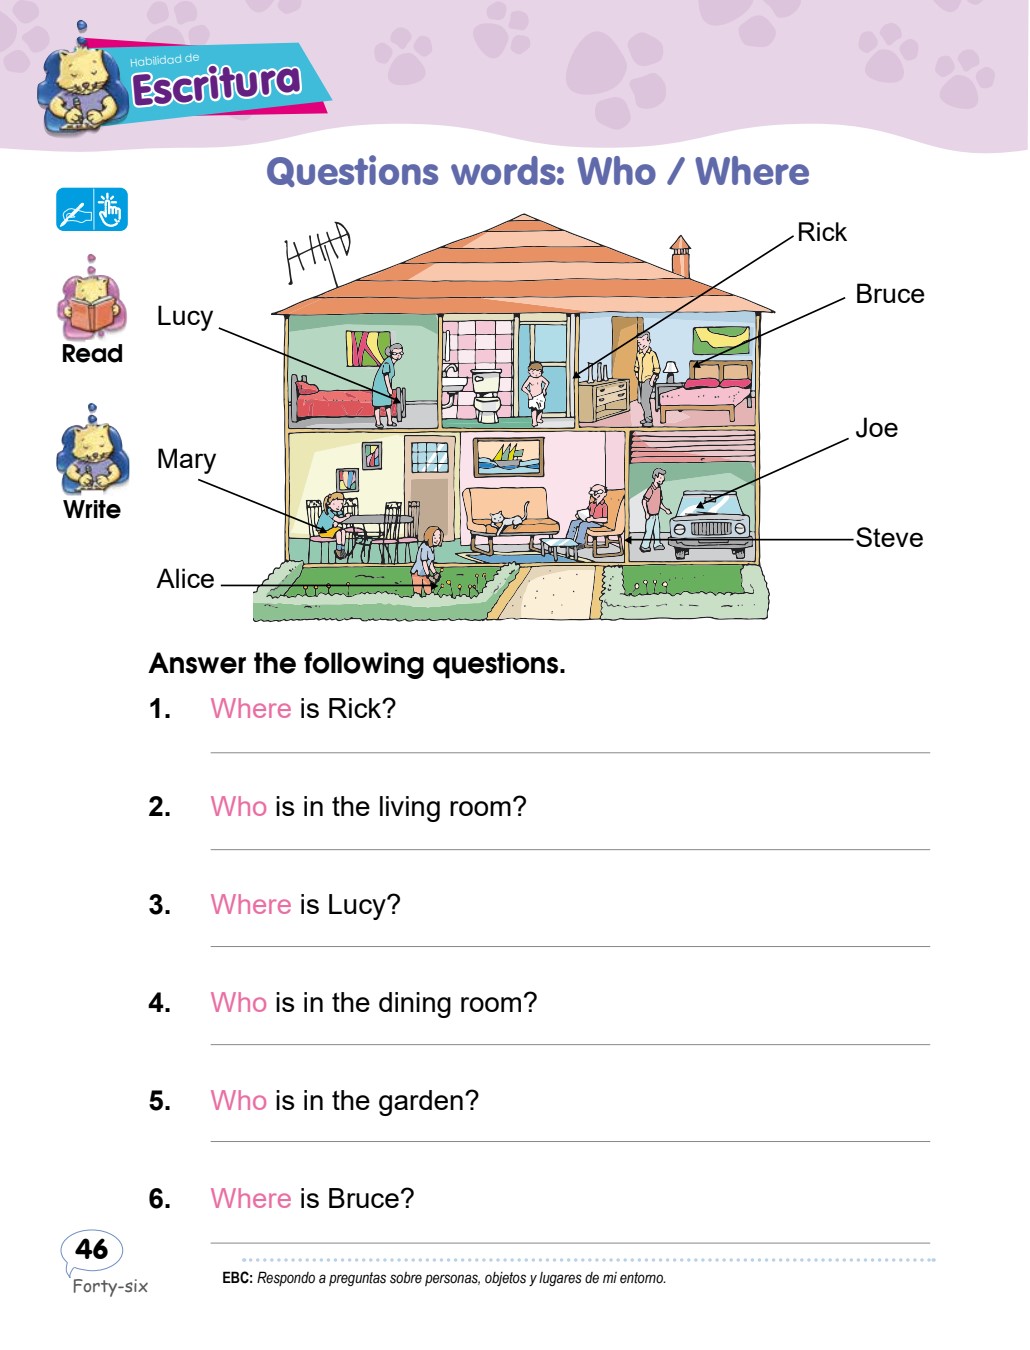 Habilidad de
Escritura
Questions words: Who / Where
Rick
Bruce
Lucy
Read
Joe
Mary
Write
Steve
Alice
Answer the following questions.
1. Where is Rick?
2. Who is in the living room?
3. Where is Lucy?
4. Who is in the dining room?
5. Who is in the garden?
6. Where is Bruce?
46
Forty-six
EBC: Respondo a preguntas sobre personas, objetos y lugares de mi entorno.